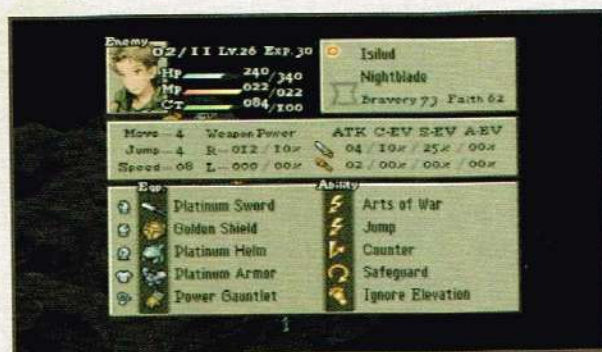 Enemy
02/11 Lv.26 Exp.30
Hp 240/340
Mp 022/022
CT 084/100
Isilud
Nightblade
Bravery 73 Faith 62
Move 4 Weapon Power ATK C-EV S-EV A-EV
Jump 4 R 012 / 10% 04 / 10% / 25% / 00%
Speed 08 L 000 / 00% 02 / 00% / 00% / 00%
Eqp. Ability
Platinum Sword Arts of War
Golden Shield Jump
Platinum Helm Counter
Platinum Armor Safeguard
Power Gauntlet Ignore Elevation
1